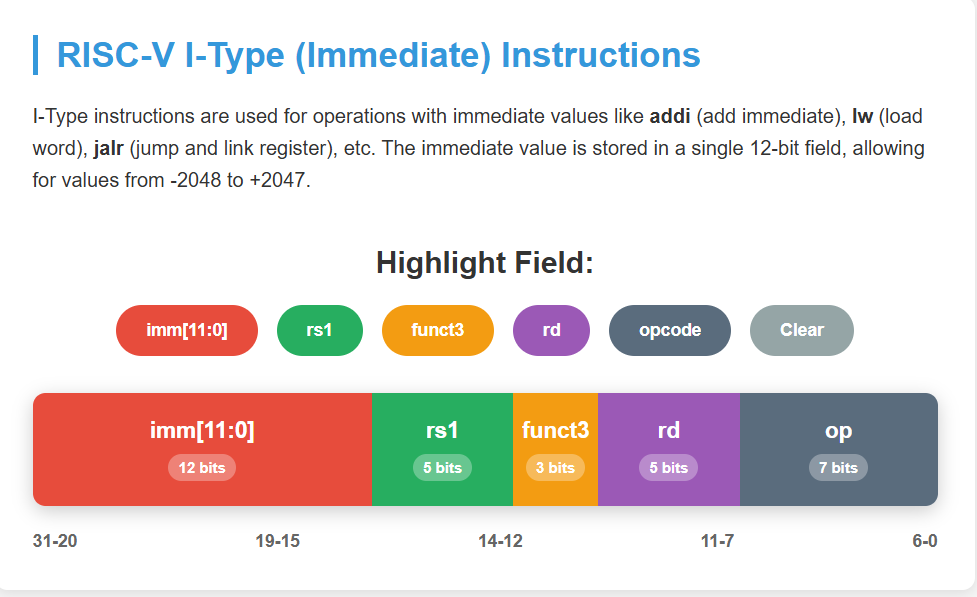 RISC-V I-Type (Immediate) Instructions
I-Type instructions are used for operations with immediate values like addi (add immediate), lw (load
word), jalr (jump and link register), etc. The immediate value is stored in a single 12-bit field, allowing
for values from -2048 to +2047.
Highlight Field:
imm[11:0] rs1 funct3 rd opcode Clear
imm[11:0] rs1 funct3 rd op
12 bits 5 bits 3 bits 5 bits 7 bits
31-20 19-15 14-12 11-7 6-0